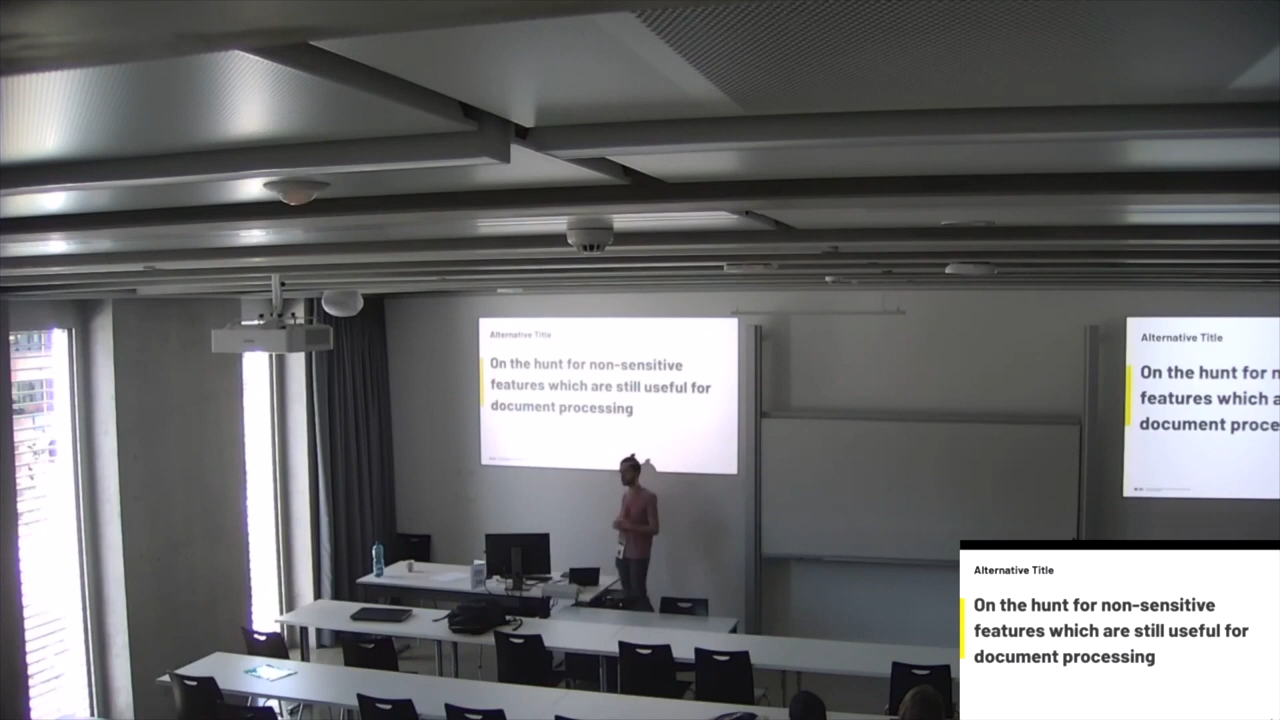 Alternative Title
On the hunt for non-sensitive
features which are still useful for
document processing
Alternative Title
On the hunt for n
features which a
document proce
Alternative Title
On the hunt for non-sensitive
features which are still useful for
document processing